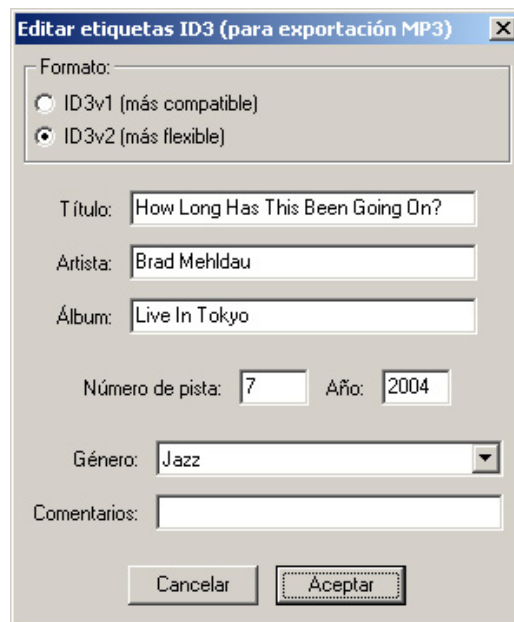 Editar etiquetas ID3 (para exportación MP3)
Formato:
ID3v1 (más compatible)
ID3v2 (más flexible)
Título: How Long Has This Been Going On?
Artista: Brad Mehldau
Álbum: Live In Tokyo
Número de pista: 7 Año: 2004
Género: Jazz
Comentarios:
Cancelar Aceptar